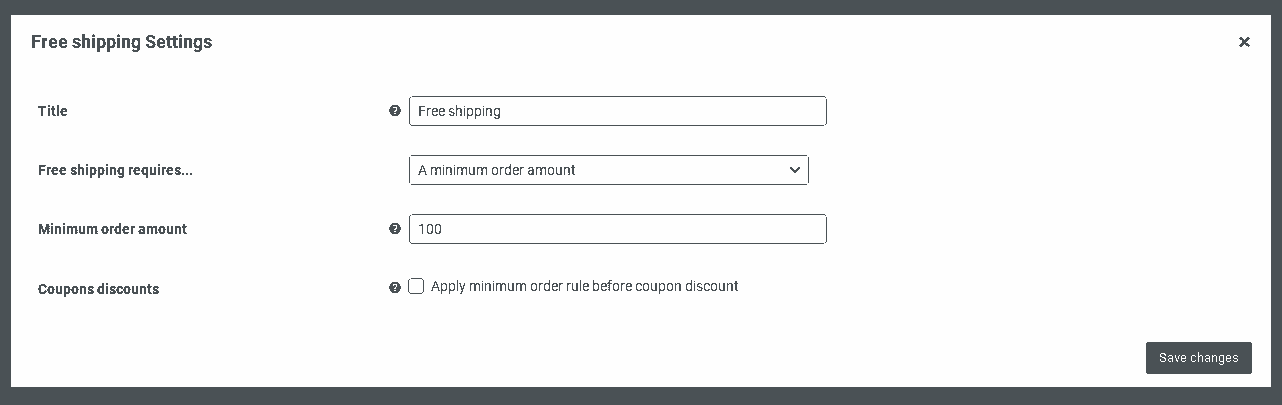 Free shipping Settings
Title
Free shipping
Free shipping requires...
A minimum order amount
Minimum order amount
100
Coupons discounts
Apply minimum order rule before coupon discount
Save changes